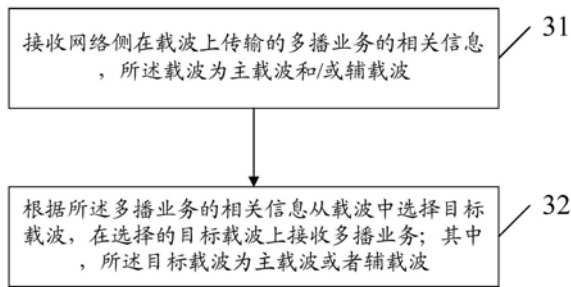 接收网络侧在载波上传输的多播业务的相关信息
，所述载波为主载波和/或辅载波
31
根据所述多播业务的相关信息从载波中选择目标
载波，在选择的目标载波上接收多播业务；其中
，所述目标载波为主载波或者辅载波
32